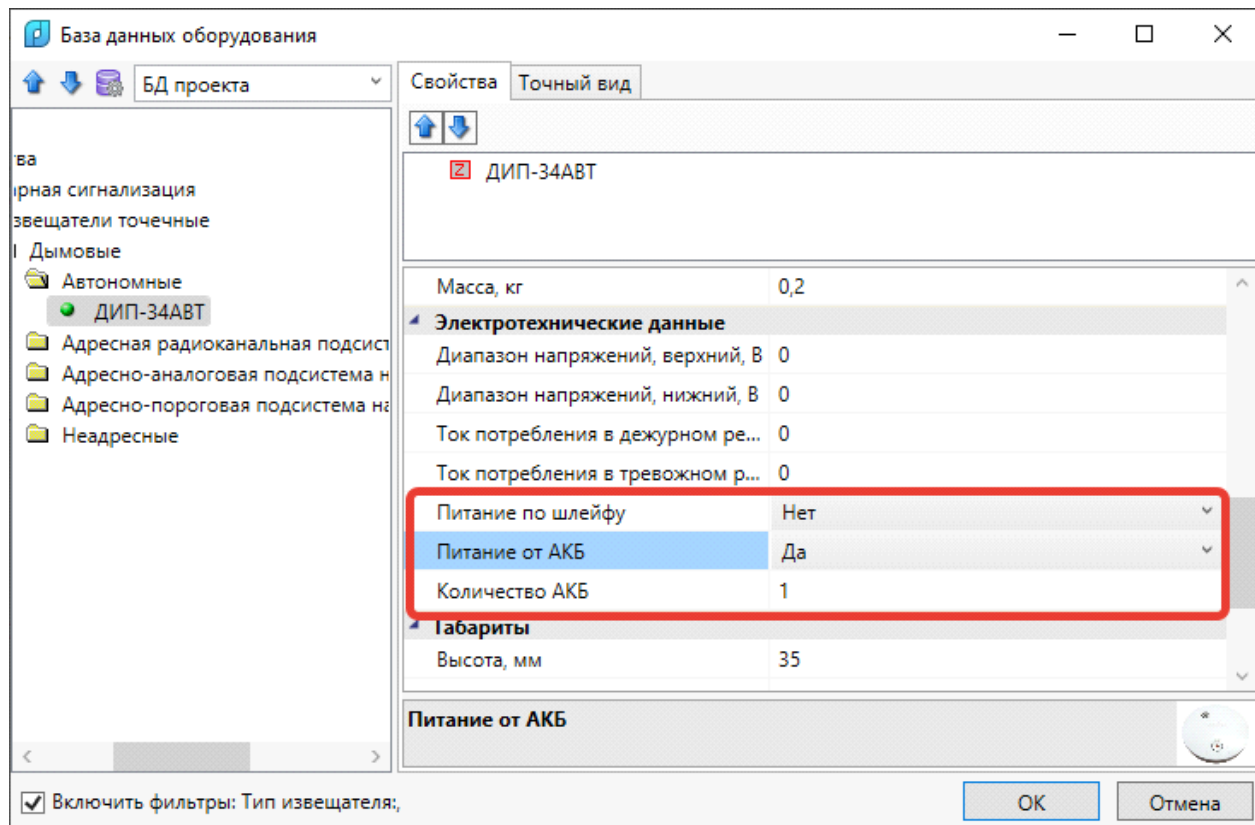 База данных оборудования
БД проекта
ва
рная сигнализация
звещатели точечные
Дымовые
Автономные
ДИП-34АВТ
Адресная радиоканальная подсист
Адресно-аналоговая подсистема н
Адресно-пороговая подсистема на
Неадресные
Свойства
Точный вид
ДИП-34АВТ
Масса, кг 0,2
Электротехнические данные
Диапазон напряжений, верхний, В 0
Диапазон напряжений, нижний, В 0
Ток потребления в дежурном ре... 0
Ток потребления в тревожном р... 0
Питание по шлейфу Нет
Питание от АКБ Да
Количество АКБ 1
Габариты
Высота, мм 35
Питание от АКБ
Включить фильтры: Тип извещателя:,
OK
Отмена